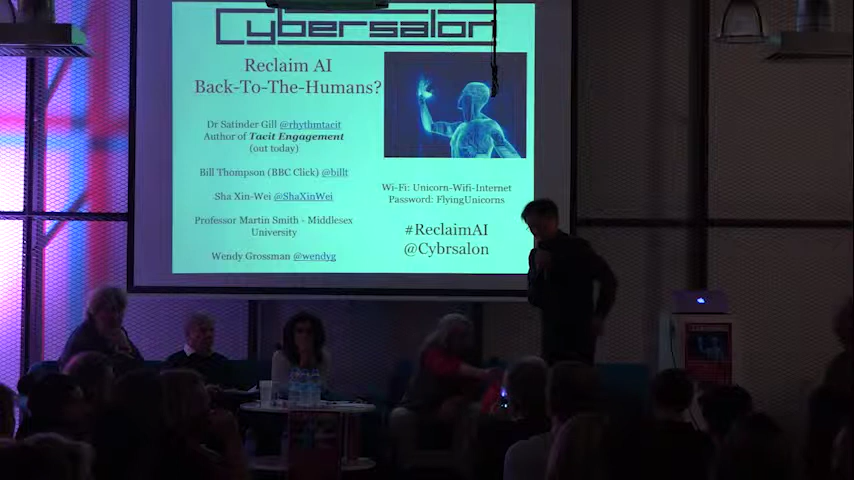 Cybersalon
Reclaim AI
Back-To-The-Humans?
Dr Satinder Gill @rhythmtacit
Author of Tacit Engagement
(out today)
Bill Thompson (BBC Click) @billt
Sha Xin-Wei @ShaXinWei
Professor Martin Smith - Middlesex
University
Wendy Grossman @wendyg
Wi-Fi: Unicorn-Wifi-Internet
Password: FlyingUnicorns
#ReclaimAI
@Cybrsalon